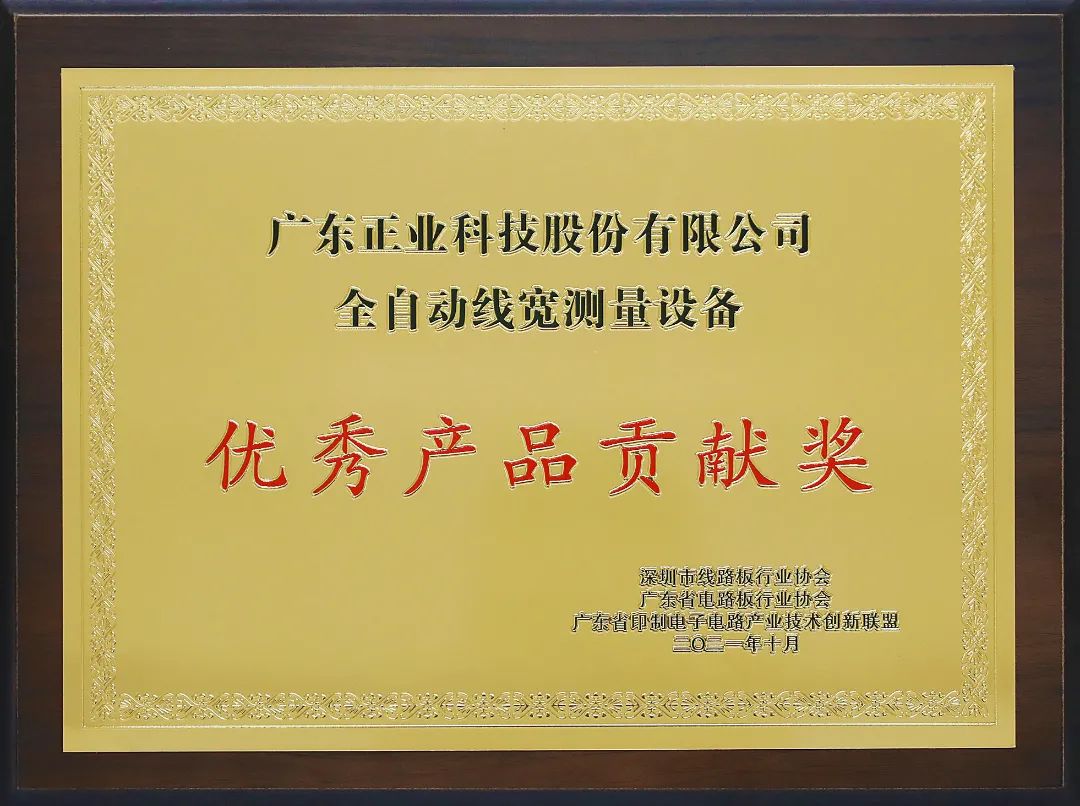 广东正业科技股份有限公司
全自动线宽测量设备
优秀产品贡献奖
深圳市线路板行业协会
广东省电路板行业协会
广东省印制电子电路产业技术创新联盟
二〇二一年十月